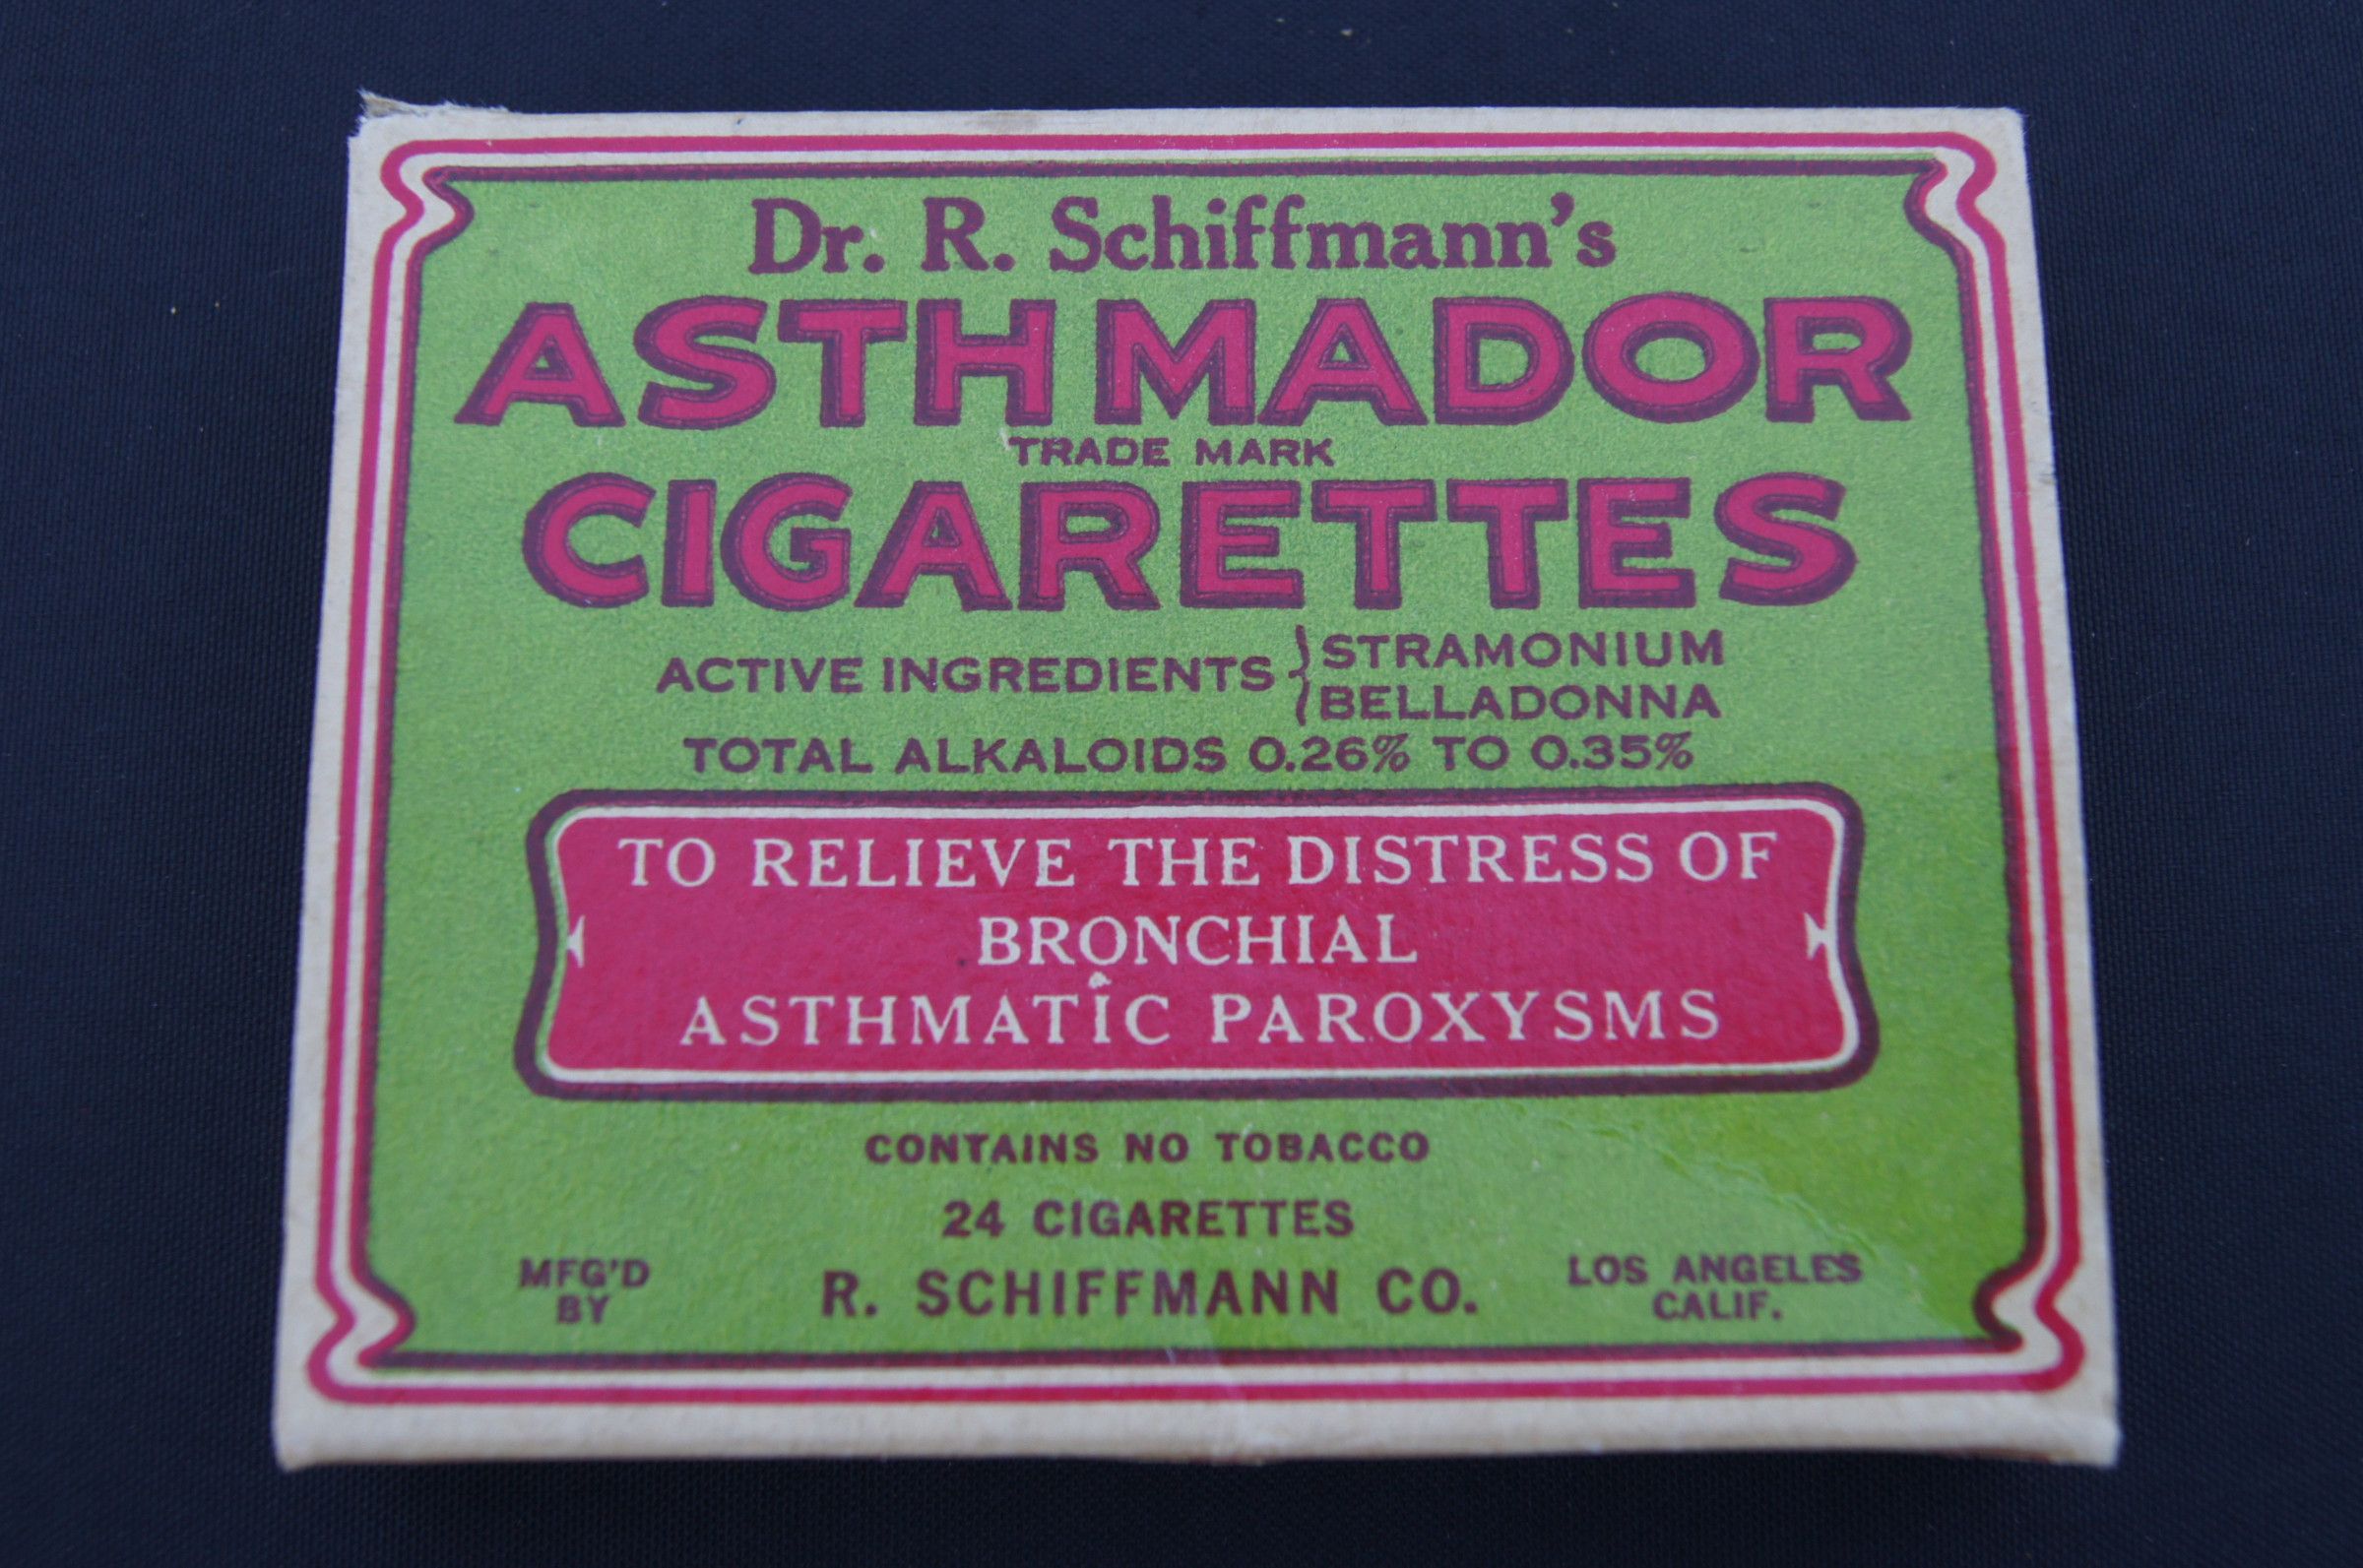 Dr. R. Schiffmann's
ASTHMADOR
TRADE MARK
CIGARETTES
ACTIVE INGREDIENTS { STRAMONIUM
BELLADONNA
TOTAL ALKALOIDS 0.26% TO 0.35%
TO RELIEVE THE DISTRESS OF
BRONCHIAL
ASTHMATIC PAROXYSMS
CONTAINS NO TOBACCO
24 CIGARETTES
MFG'D
BY
R. SCHIFFMANN CO.
LOS ANGELES
CALIF.